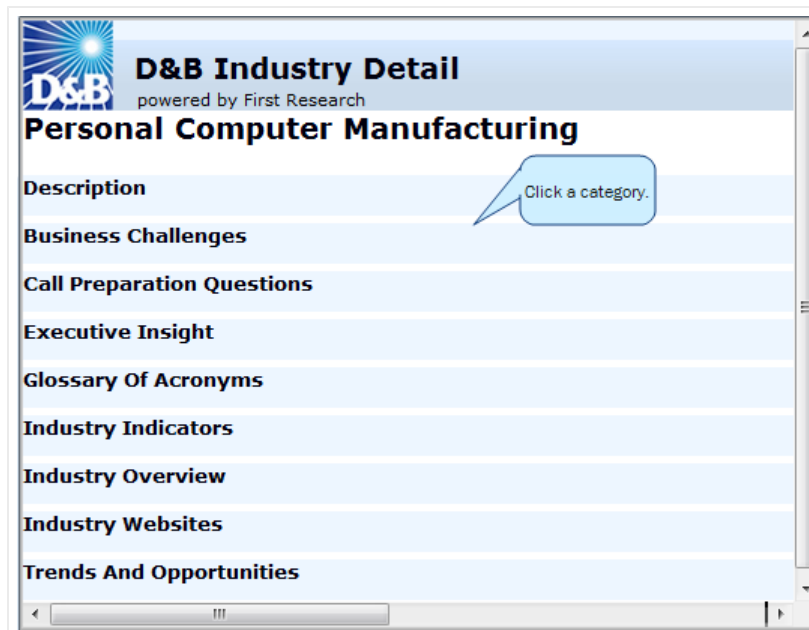 D&B
D&B Industry Detail
powered by First Research
Personal Computer Manufacturing
Description
Click a category.
Business Challenges
Call Preparation Questions
Executive Insight
Glossary Of Acronyms
Industry Indicators
Industry Overview
Industry Websites
Trends And Opportunities